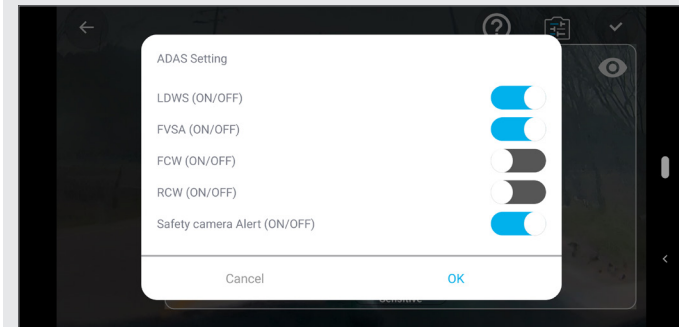 ADAS Setting
LDWS (ON/OFF)
FVSA (ON/OFF)
FCW (ON/OFF)
RCW (ON/OFF)
Safety camera Alert (ON/OFF)
Cancel OK
Sensitive